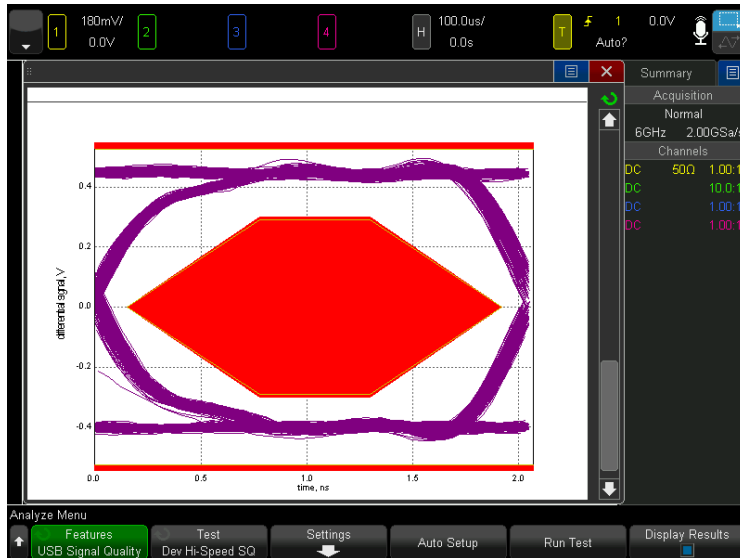 180mV/
100.0us/
1
0.0V
1
2
3
4
H
T
0.0V
0.0s
Auto?
Summary
Acquisition
Normal
6GHz 2.00GSa/s
Channels
DC 50Ω 1.00:1
DC 10.0:1
DC 1.00:1
DC 1.00:1
differential signal, V
0.4
0.2
0.0
-0.2
-0.4
0.0 0.5 1.0 1.5 2.0
time, ns
Analyze Menu
Features
USB Signal Quality
Test
Dev Hi-Speed SQ
Settings
Auto Setup
Run Test
Display Results